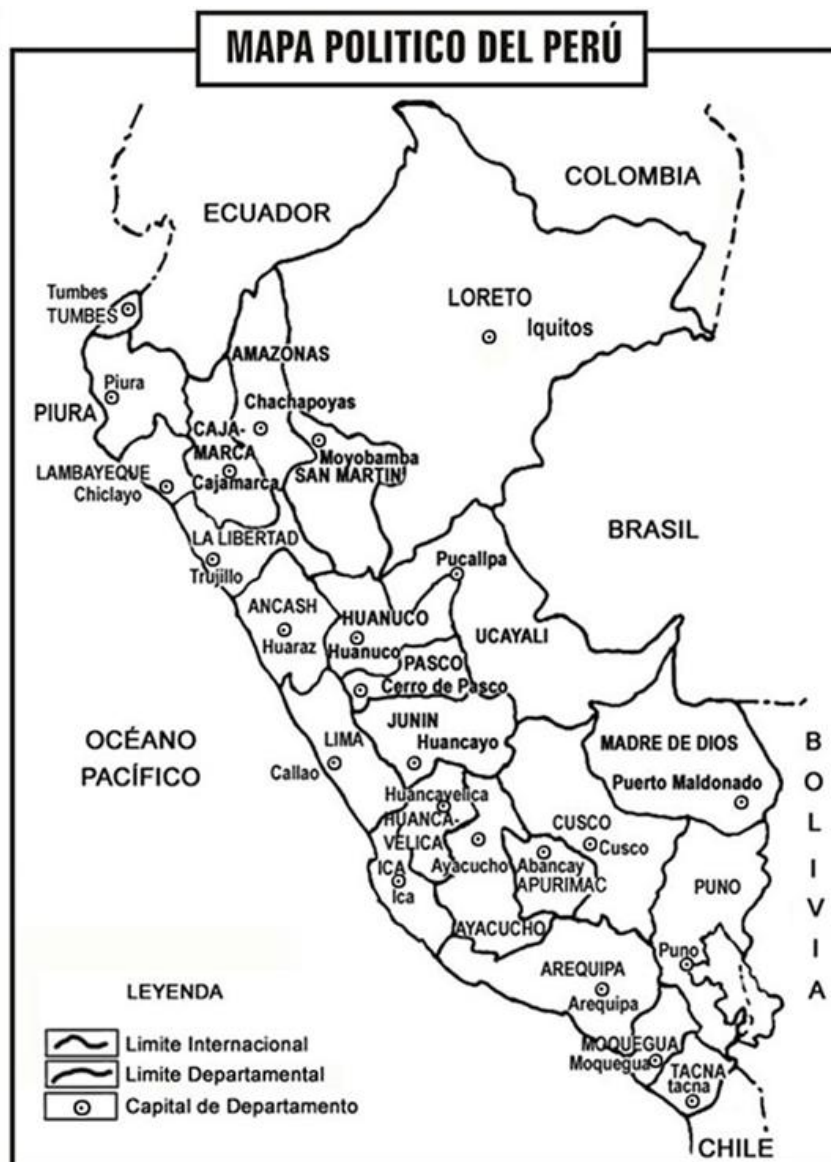 MAPA POLITICO DEL PERÚ
COLOMBIA
ECUADOR
Tumbes
TUMBES
LORETO
Iquitos
AMAZONAS
Piura
PIURA
Chachapoyas
CAJA-
MARCA
Cajamarca
Moyobamba
SAN MARTIN
LAMBAYEQUE
Chiclayo
BRASIL
LA LIBERTAD
Trujillo
Pucallpa
ANCASH
Huaraz
HUANUCO
Huanuco
UCAYALI
PASCO
Cerro de Pasco
OCÉANO
PACÍFICO
LIMA
Callao
JUNIN
Huancayo
MADRE DE DIOS
Puerto Maldonado
BOLIVIA
Huancavelica
HUANCA-
VELICA
CUSCO
Cusco
Ayacucho
Abancay
APURIMAC
ICA
Ica
PUNO
AYACUCHO
Puno
AREQUIPA
Arequipa
MOQUEGUA
Moquegua
TACNA
tacna
CHILE
LEYENDA
Limite Internacional
Limite Departamental
Capital de Departamento